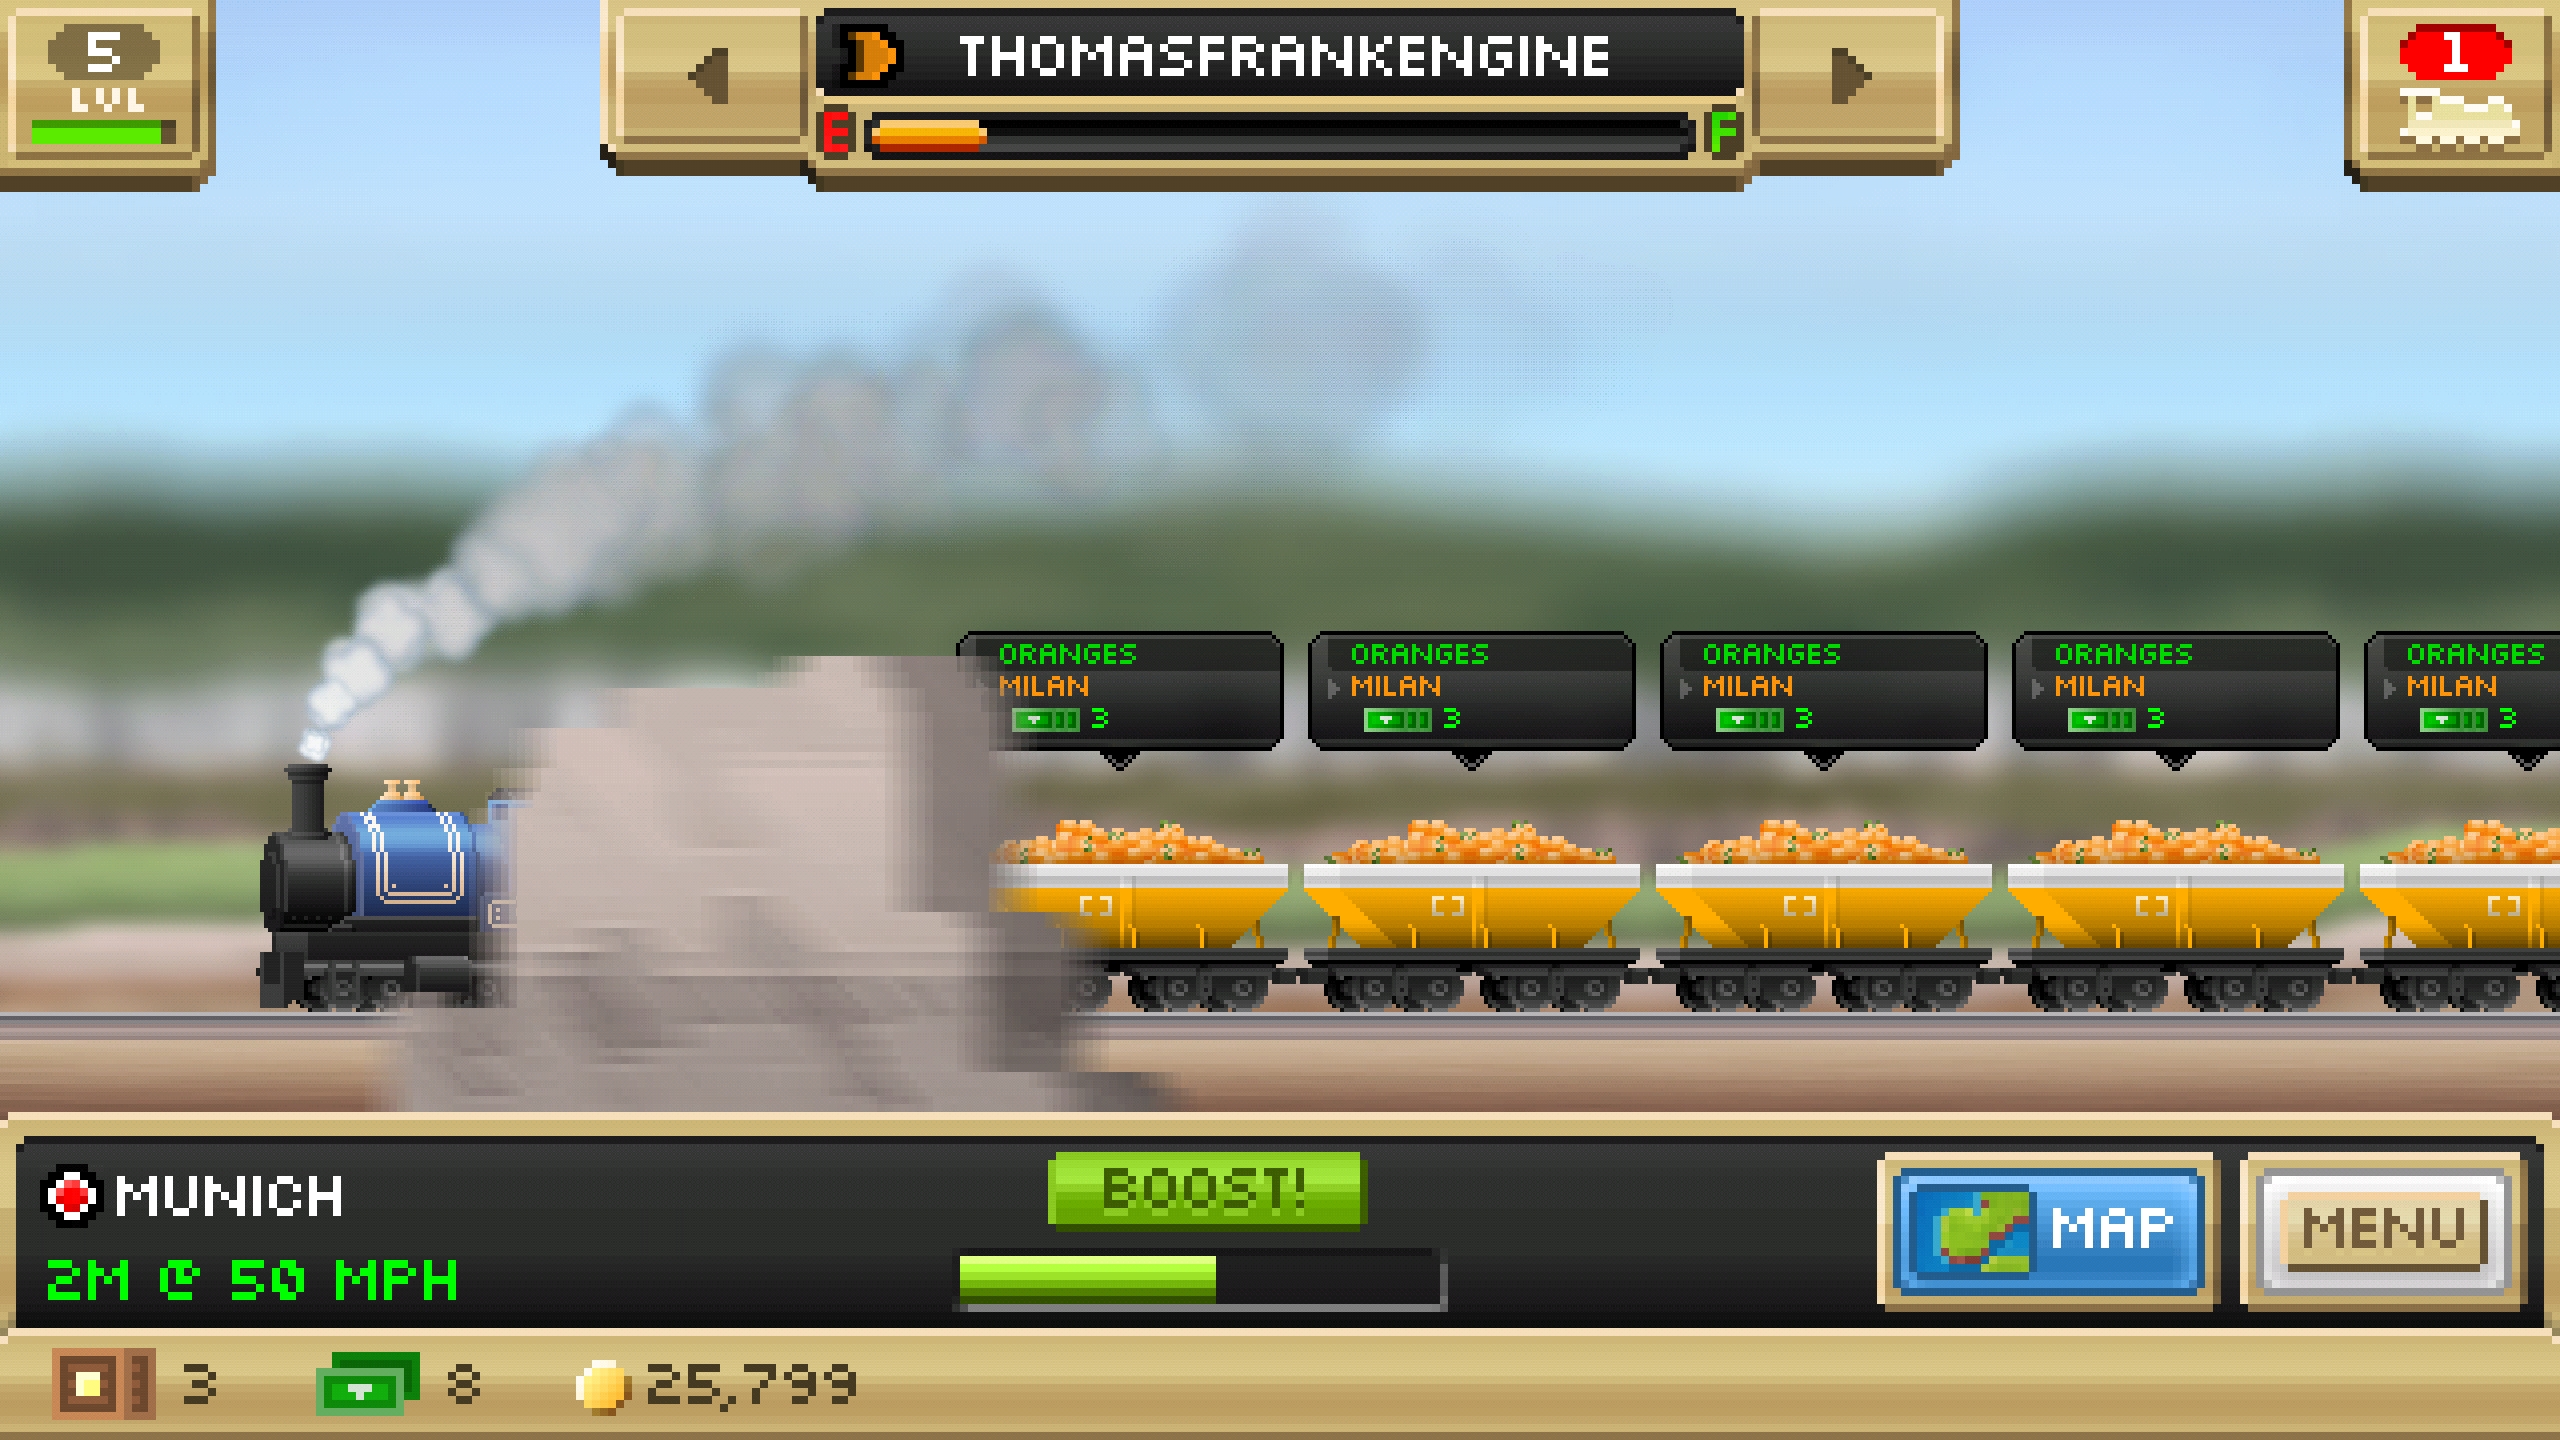 5
LVL
THOMASFRANKENGINE
E
F
1
ORANGES
MILAN
3
ORANGES
MILAN
3
ORANGES
MILAN
3
ORANGES
MILAN
3
ORANGES
MILAN
3
MUNICH
2M @ 50 MPH
BOOST!
MAP
MENU
3
8
25,799